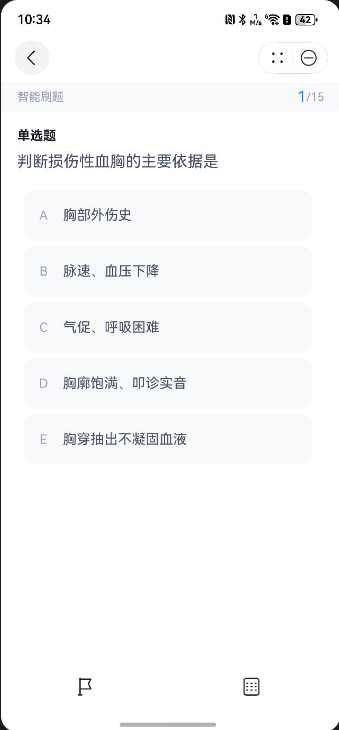 10:34
7
M/s
42
智能刷题
1/15
单选题
判断损伤性血胸的主要依据是
A 胸部外伤史
B 脉速、血压下降
C 气促、呼吸困难
D 胸廓饱满、叩诊实音
E 胸穿抽出不凝固血液